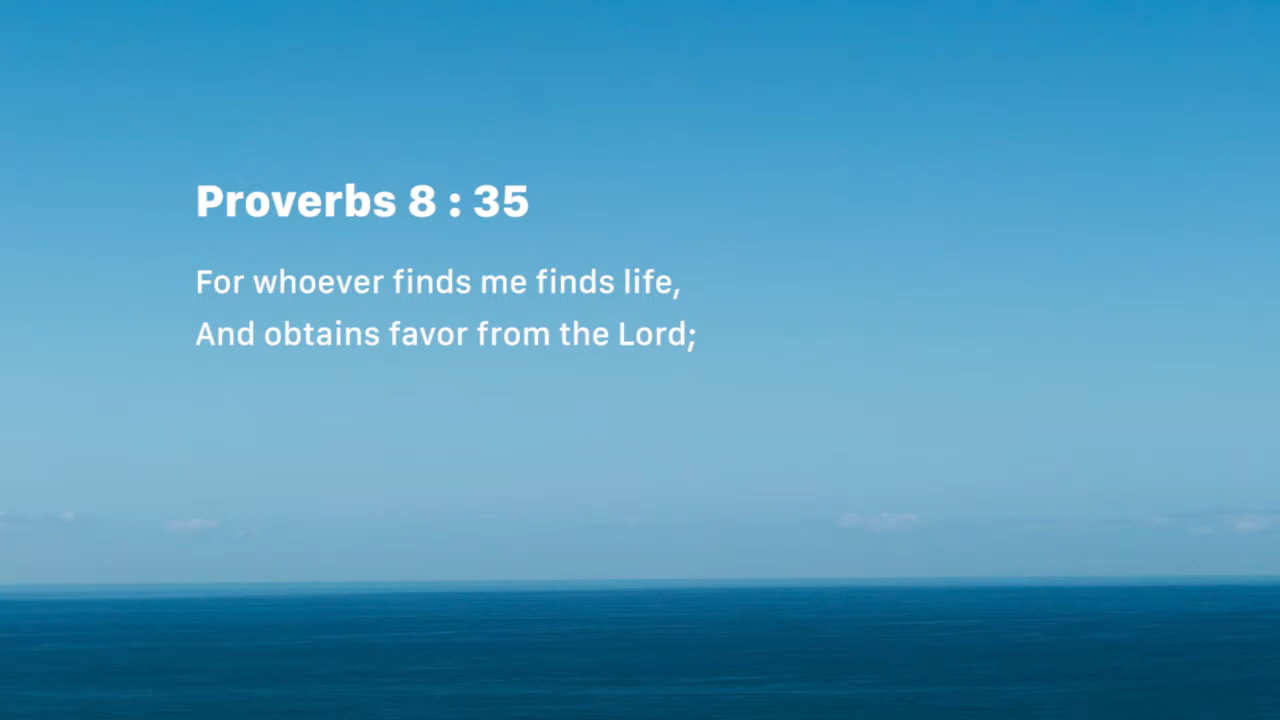 Proverbs 8 : 35
For whoever finds me finds life,
And obtains favor from the Lord;